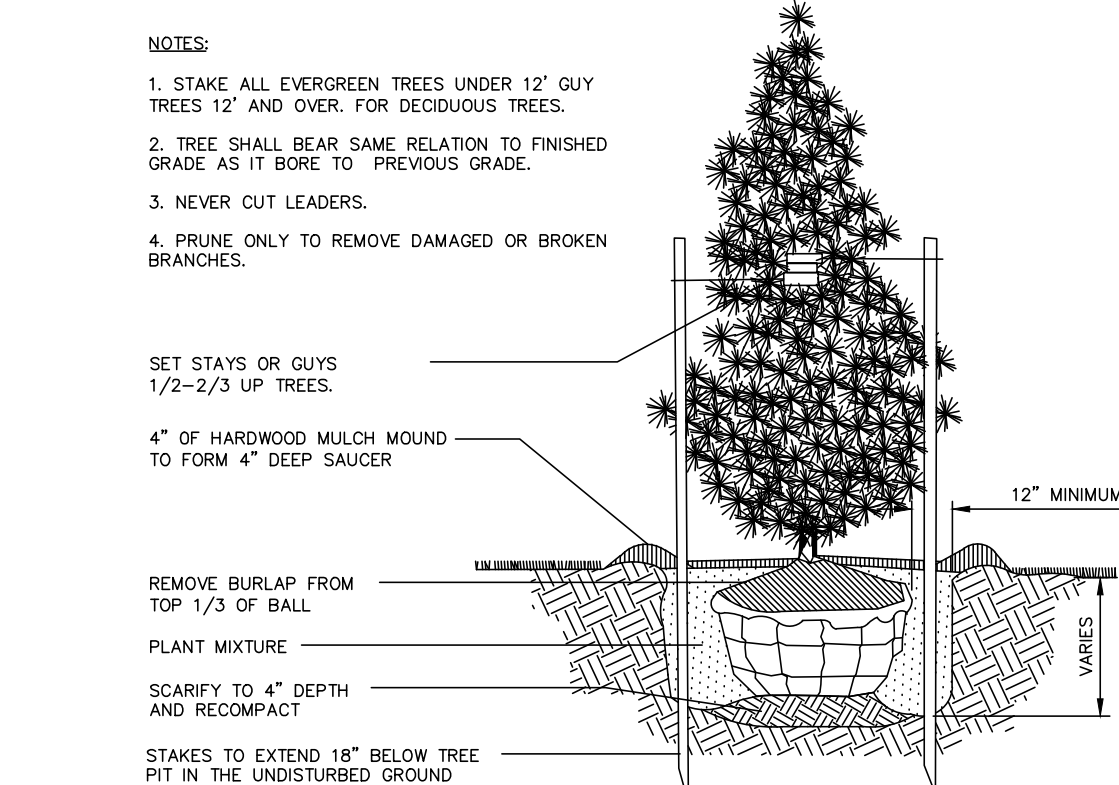 NOTES:
1. STAKE ALL EVERGREEN TREES UNDER 12' GUY
TREES 12' AND OVER. FOR DECIDUOUS TREES.
2. TREE SHALL BEAR SAME RELATION TO FINISHED
GRADE AS IT BORE TO PREVIOUS GRADE.
3. NEVER CUT LEADERS.
4. PRUNE ONLY TO REMOVE DAMAGED OR BROKEN
BRANCHES.
SET STAYS OR GUYS
1/2-2/3 UP TREES.
4" OF HARDWOOD MULCH MOUND
TO FORM 4" DEEP SAUCER
12" MINIMUM
REMOVE BURLAP FROM
TOP 1/3 OF BALL
PLANT MIXTURE
VARIES
SCARIFY TO 4" DEPTH
AND RECOMPACT
STAKES TO EXTEND 18" BELOW TREE
PIT IN THE UNDISTURBED GROUND